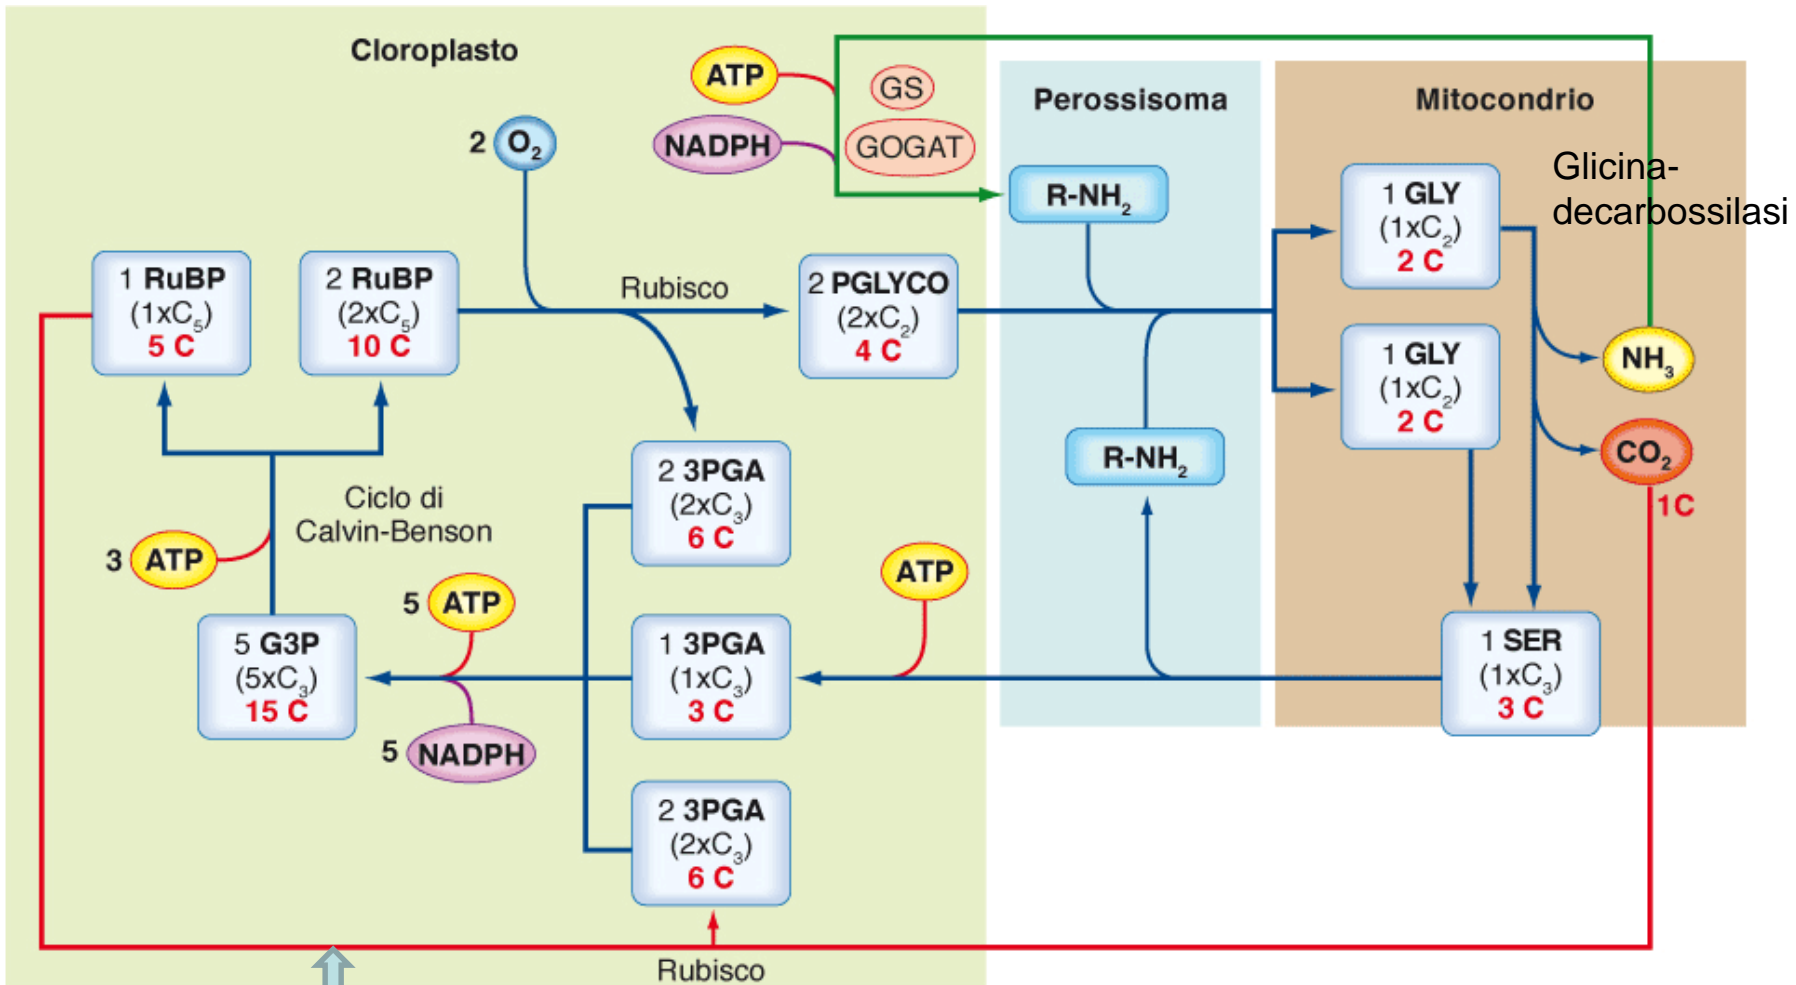 Cloroplasto
ATP
GS
NADPH
GOGAT
2 O₂
Perossisoma
Mitocondrio
Glicina-
decarbossilasi
R-NH₂
1 GLY
(1xC₂)
2 C
1 RuBP
(1xC₅)
5 C
2 RuBP
(2xC₅)
10 C
Rubisco
2 PGLYCO
(2xC₂)
4 C
1 GLY
(1xC₂)
2 C
NH₃
CO₂
1C
R-NH₂
2 3PGA
(2xC₃)
6 C
Ciclo di
Calvin-Benson
3 ATP
5 ATP
ATP
5 G3P
(5xC₃)
15 C
1 3PGA
(1xC₃)
3 C
1 SER
(1xC₃)
3 C
5 NADPH
2 3PGA
(2xC₃)
6 C
Rubisco